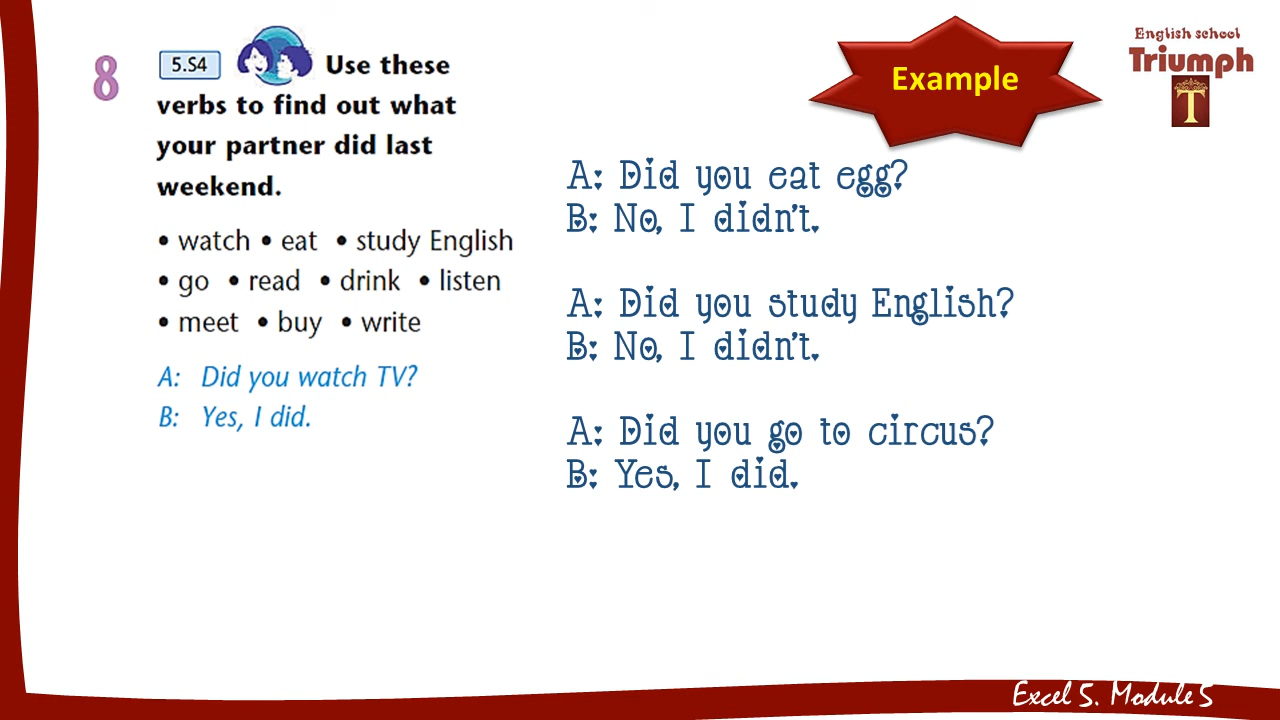 8
5.S4 Use these
verbs to find out what
your partner did last
weekend.
• watch • eat • study English
• go • read • drink • listen
• meet • buy • write
A: Did you watch TV?
B: Yes, I did.
Example
English school
Triumph
T
A: Did you eat egg?
B: No, I didn't.
A: Did you study English?
B: No, I didn't.
A: Did you go to circus?
B: Yes, I did.
Excel 5. Module 5